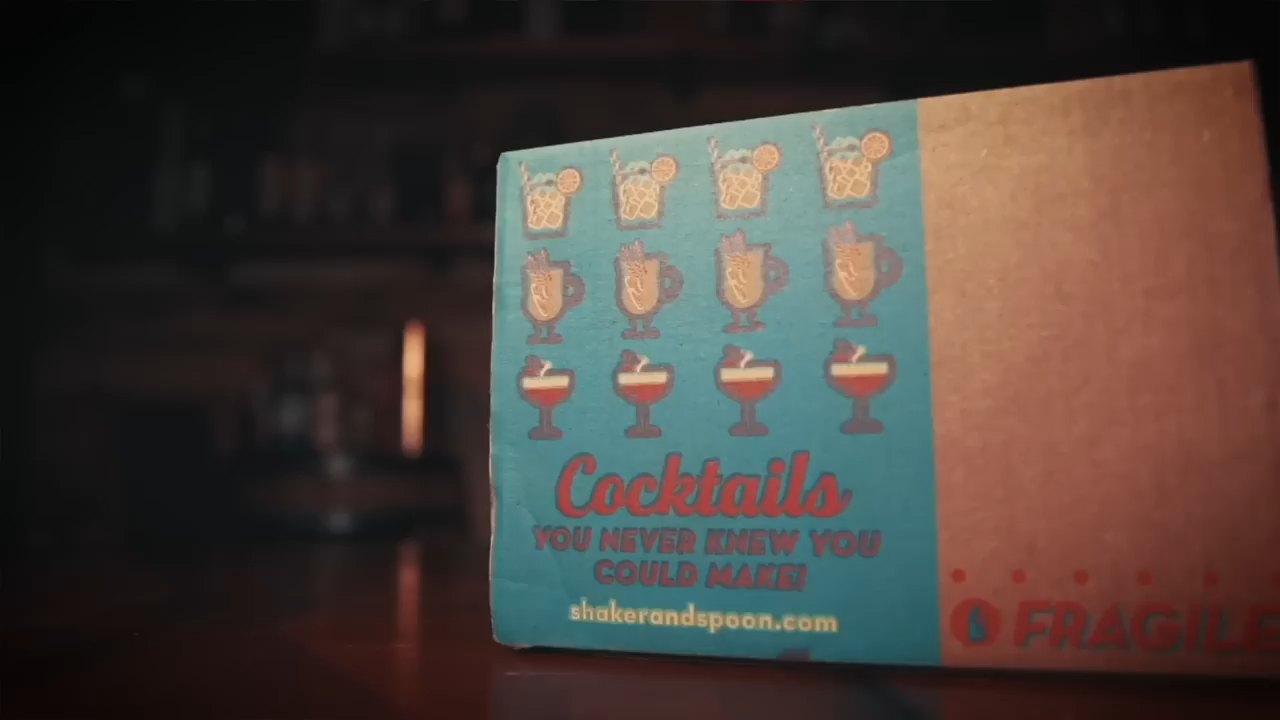 Cocktails
YOU NEVER KNEW YOU
COULD MAKE!
shakerandspoon.com
FRAGILE